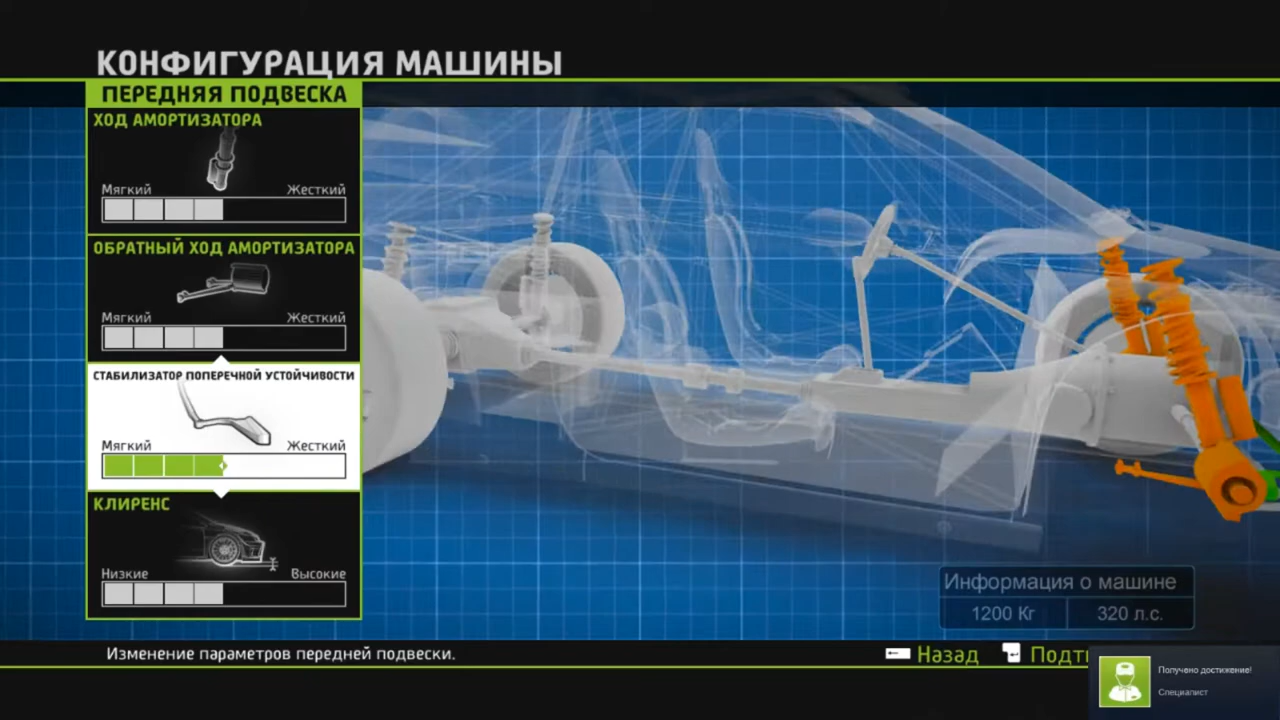 КОНФИГУРАЦИЯ МАШИНЫ
ПЕРЕДНЯЯ ПОДВЕСКА
ХОД АМОРТИЗАТОРА
Мягкий Жесткий
ОБРАТНЫЙ ХОД АМОРТИЗАТОРА
Мягкий Жесткий
СТАБИЛИЗАТОР ПОПЕРЕЧНОЙ УСТОЙЧИВОСТИ
Мягкий Жесткий
КЛИРЕНС
Низкие Высокие
Информация о машине
1200 Кг 320 л.с.
Изменение параметров передней подвески.
Назад Подт
Получено достижение!
Специалист